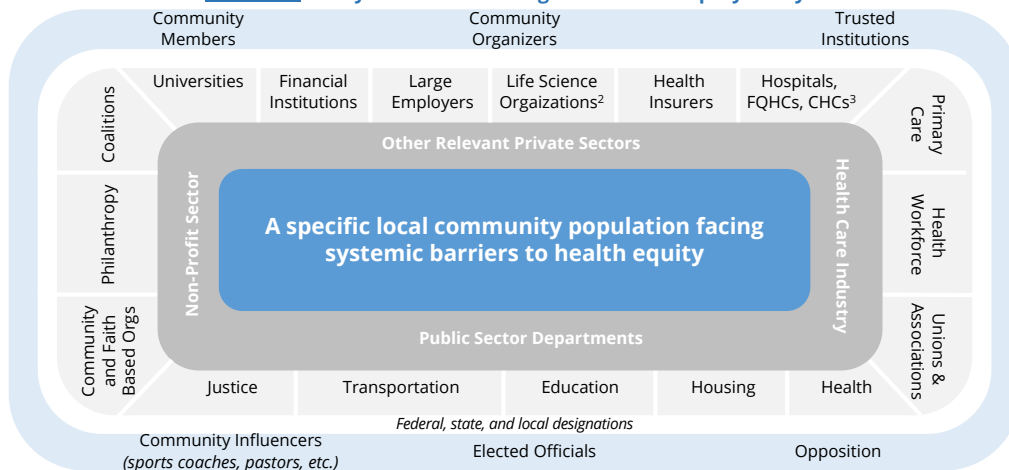 Community
Members
Community
Organizers
Trusted
Institutions
Universities
Financial
Institutions
Large
Employers
Life Science
Orgaizations²
Health
Insurers
Hospitals,
FQHCs, CHCs³
Coalitions
Philanthropy
Community
and Faith
Based Orgs
Primary
Care
Health
Workforce
Unions &
Associations
Other Relevant Private Sectors
Non-Profit Sector
Health Care Industry
A specific local community population facing
systemic barriers to health equity
Public Sector Departments
Justice
Transportation
Education
Housing
Health
Federal, state, and local designations
Community Influencers
(sports coaches, pastors, etc.)
Elected Officials
Opposition